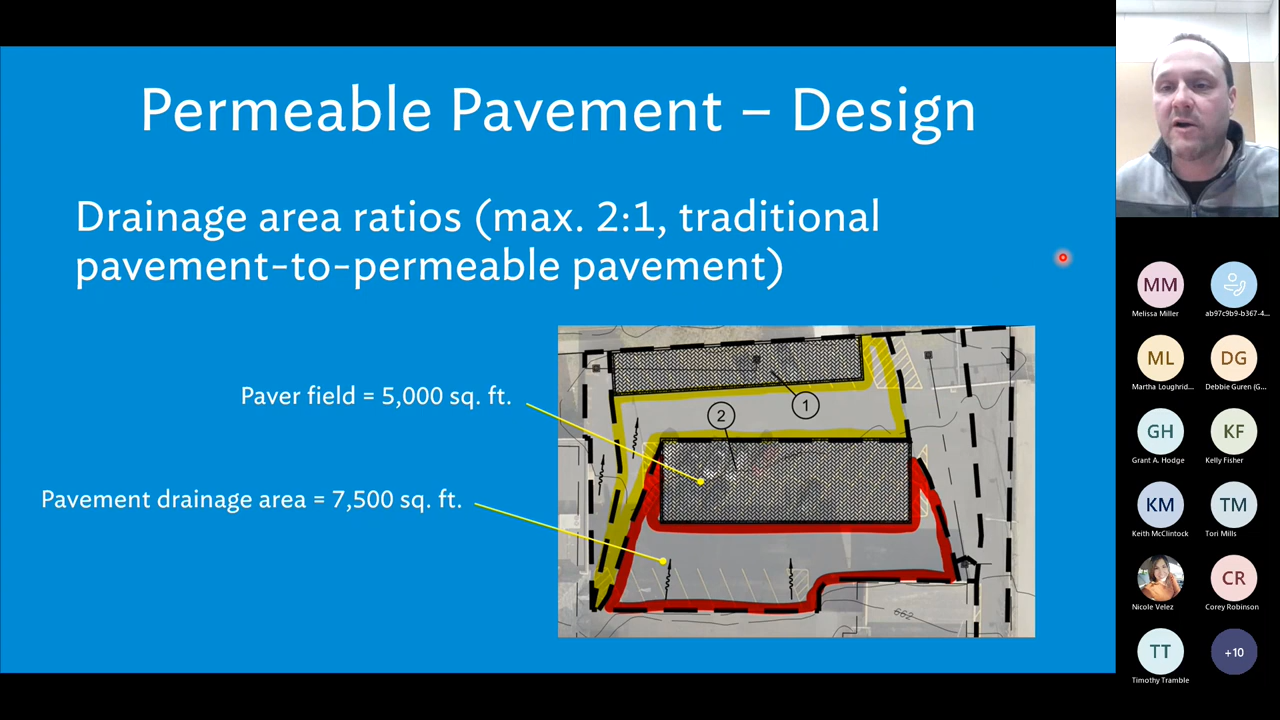 Permeable Pavement – Design
Drainage area ratios (max. 2:1, traditional
pavement-to-permeable pavement)
Paver field = 5,000 sq. ft.
Pavement drainage area = 7,500 sq. ft.
1
2
662
MM
Melissa Miller
ab97c9b9-b367-4...
ML
Martha Loughrid...
DG
Debbie Guren (G...
GH
Grant A. Hodge
KF
Kelly Fisher
KM
Keith McClintock
TM
Tori Mills
Nicole Velez
CR
Corey Robinson
TT
Timothy Tramble
+10